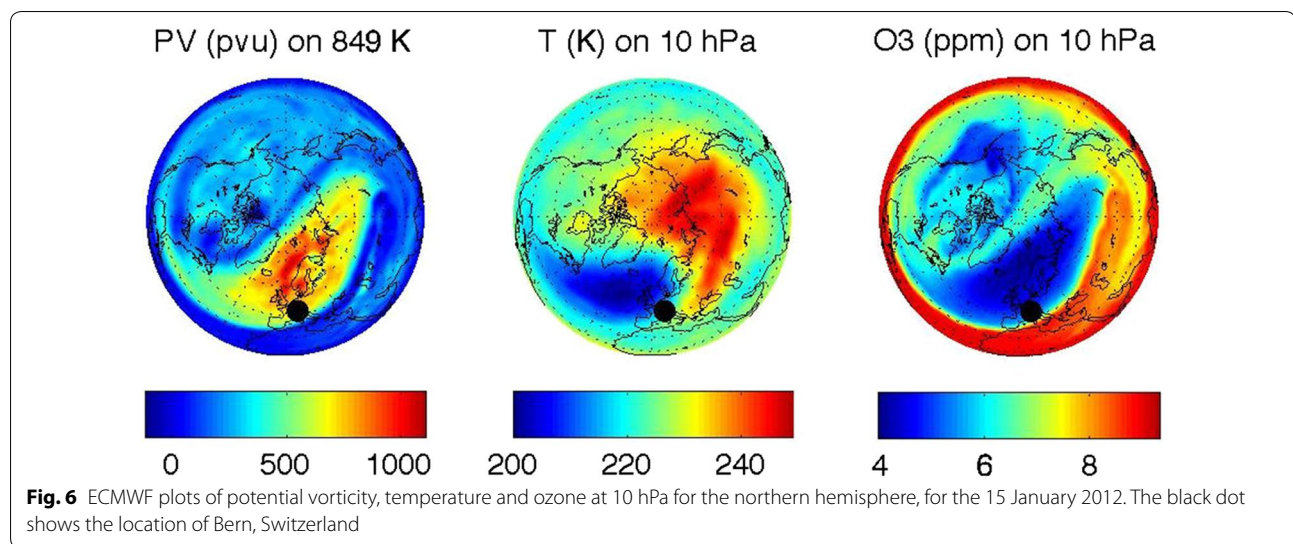 PV (pvu) on 849 K
T (K) on 10 hPa
O3 (ppm) on 10 hPa
0 500 1000
200 220 240
4 6 8
Fig. 6 ECMWF plots of potential vorticity, temperature and ozone at 10 hPa for the northern hemisphere, for the 15 January 2012. The black dot
shows the location of Bern, Switzerland